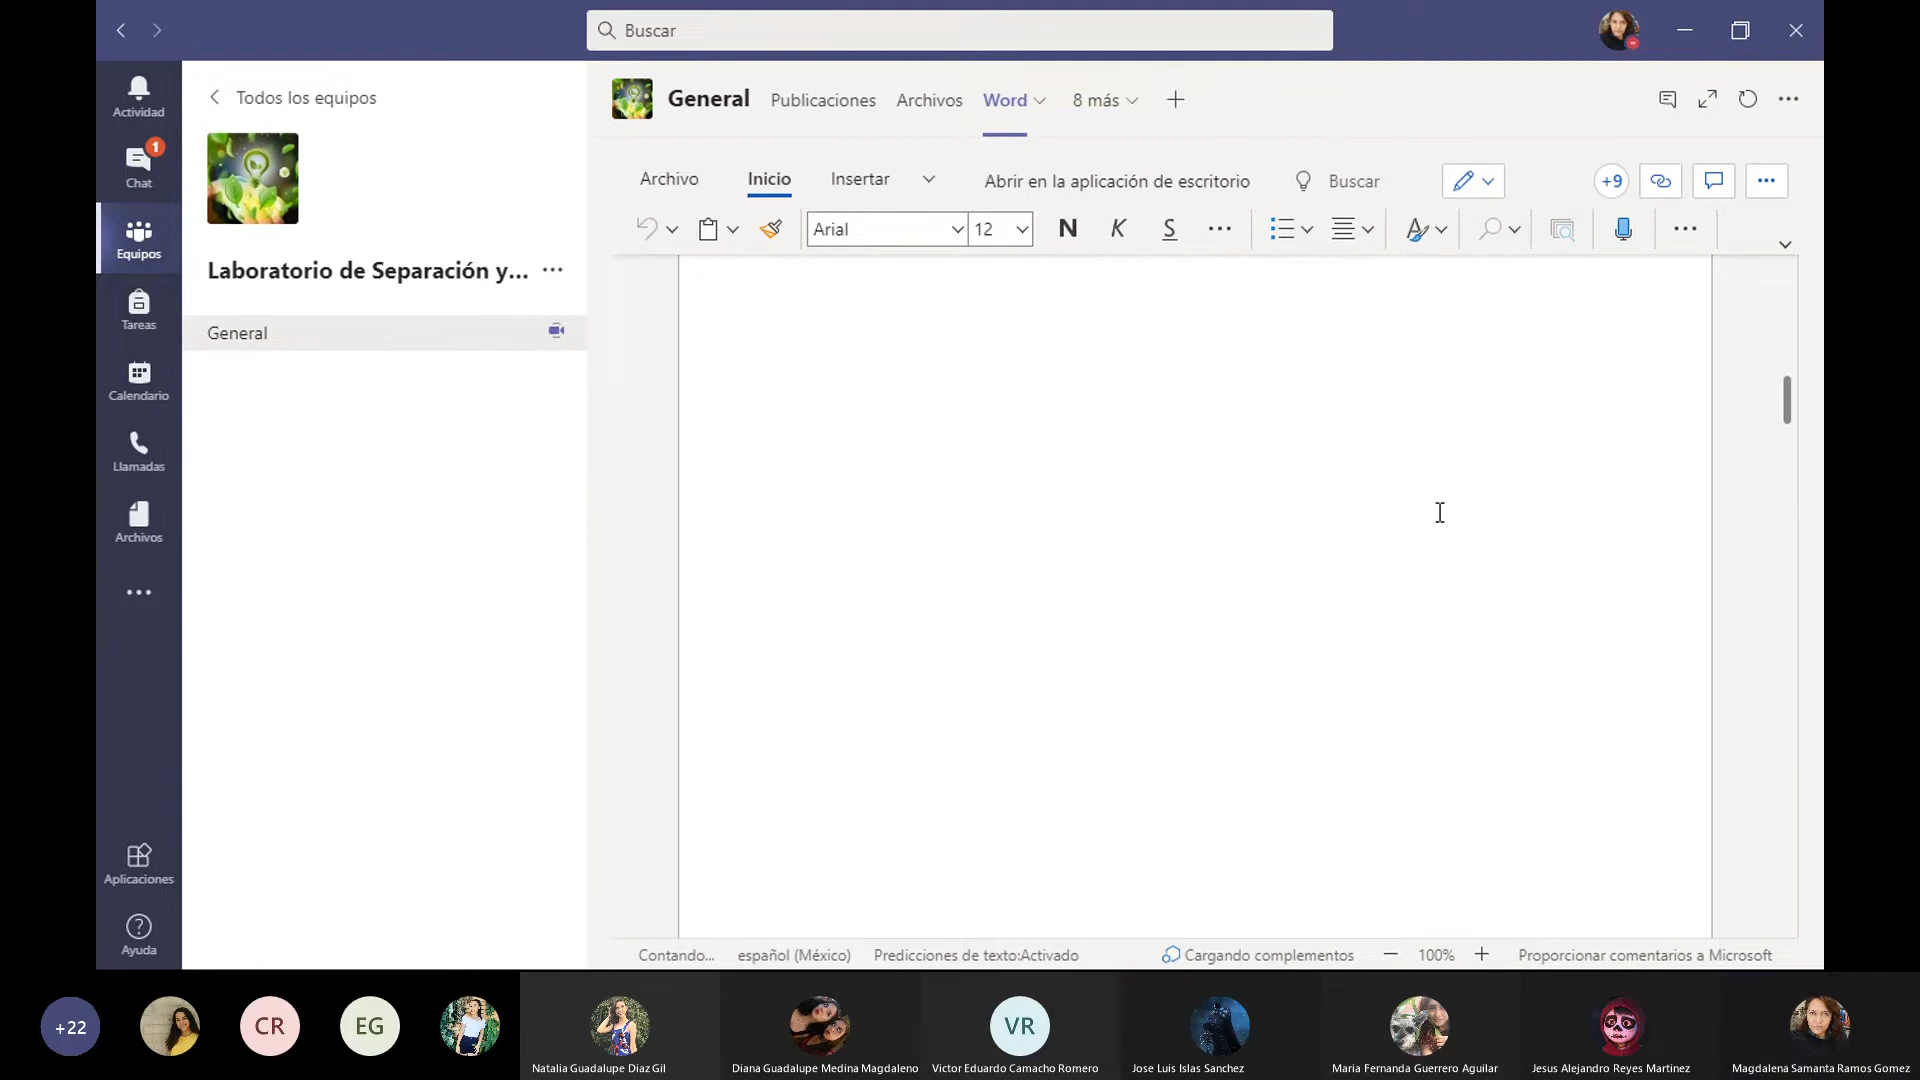 Buscar
Actividad
1
Chat
Equipos
Tareas
Calendario
Llamadas
Archivos
Aplicaciones
Ayuda
Todos los equipos
Laboratorio de Separación y...
General
General Publicaciones Archivos Word 8 más
Archivo Inicio Insertar Abrir en la aplicación de escritorio Buscar +9
Arial 12 N K S
Contando... español (México) Predicciones de texto:Activado Cargando complementos 100% Proporcionar comentarios a Microsoft
+22 CR EG VR
Natalia Guadalupe Diaz Gil Diana Guadalupe Medina Magdaleno Victor Eduardo Camacho Romero Jose Luis Islas Sanchez Maria Fernanda Guerrero Aguilar Jesus Alejandro Reyes Martinez Magdalena Samanta Ramos Gomez